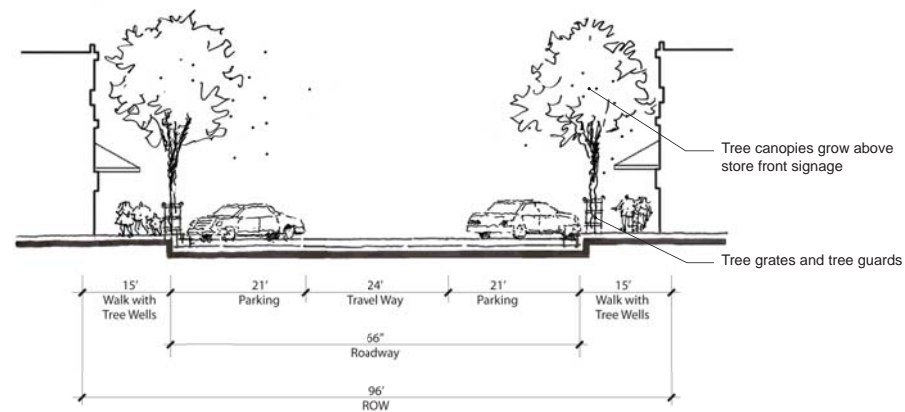 Tree canopies grow above
store front signage
Tree grates and tree guards
15' 21' 24' 21' 15'
Walk with Parking Travel Way Parking Walk with
Tree Wells Tree Wells
66"
Roadway
96'
ROW